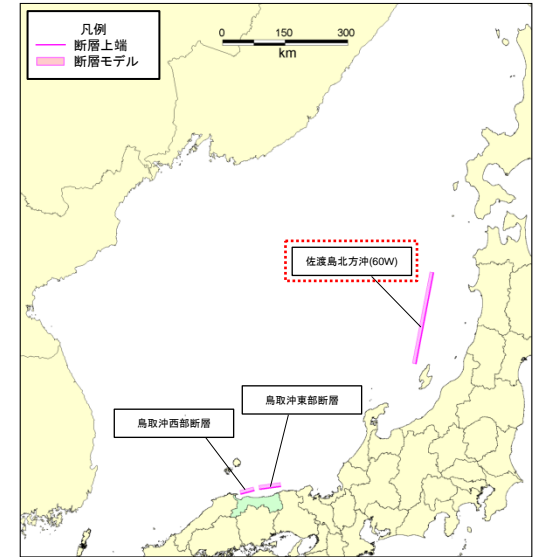 凡例
断層上端
断層モデル
0 150 300
km
佐渡島北方沖(60W)
鳥取沖東部断層
鳥取沖西部断層